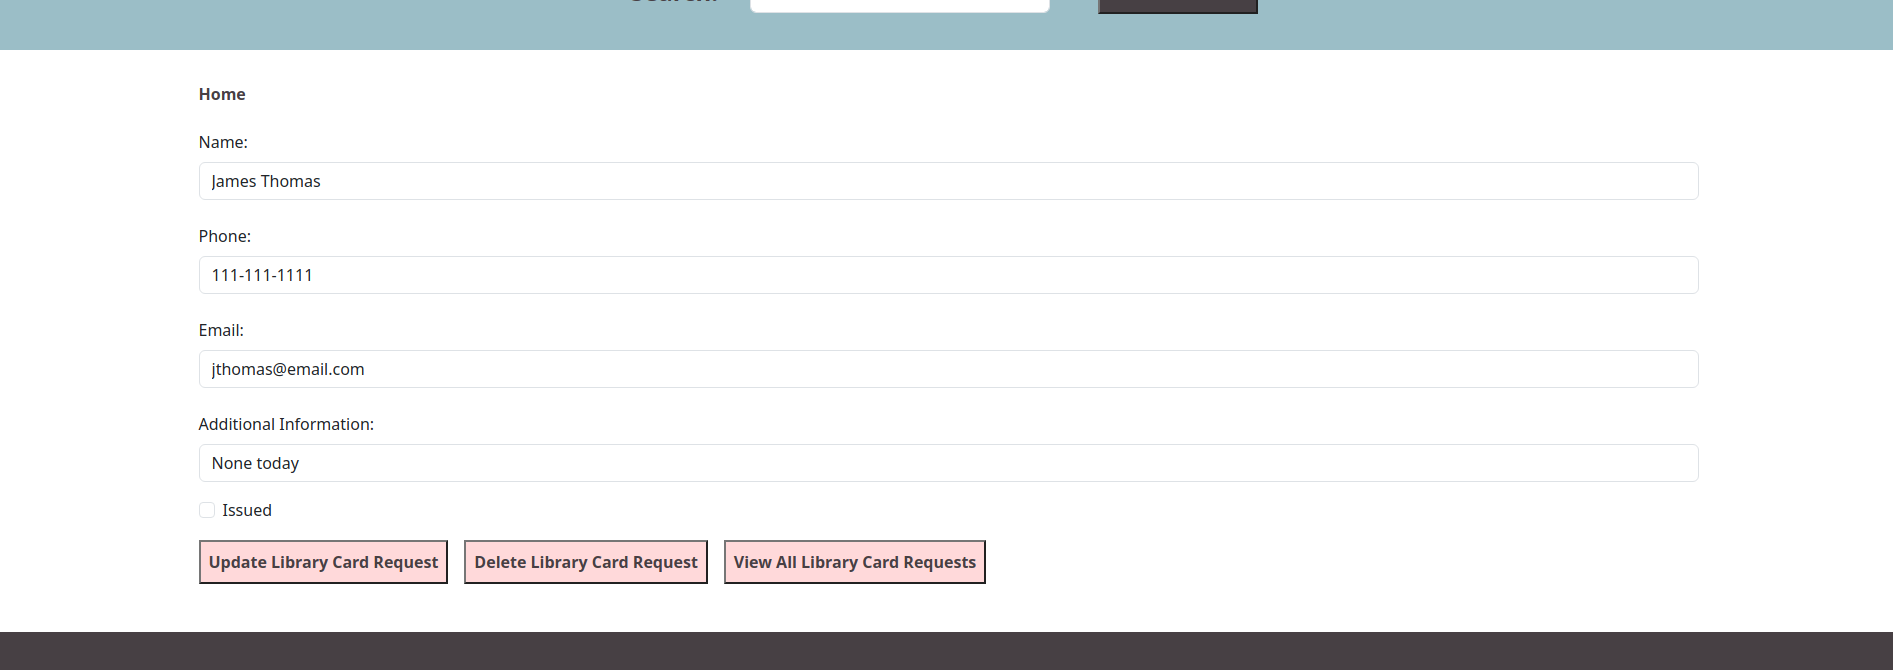 Home
Name:
James Thomas
Phone:
111-111-1111
Email:
jthomas@email.com
Additional Information:
None today
Issued
Update Library Card Request Delete Library Card Request View All Library Card Requests